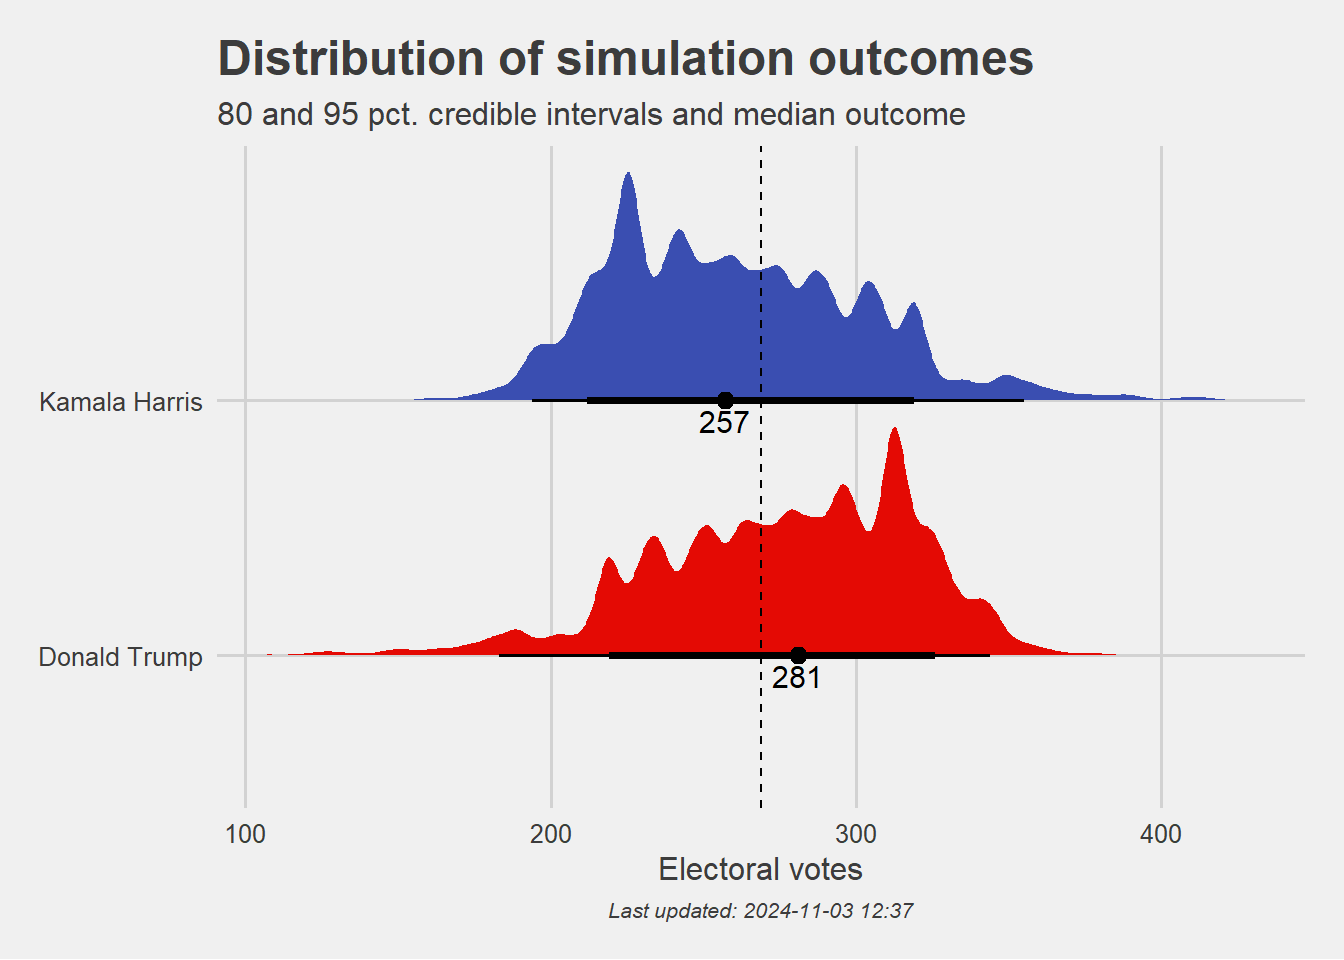 Distribution of simulation outcomes
80 and 95 pct. credible intervals and median outcome
Kamala Harris
257
Donald Trump
281
100 200 300 400
Electoral votes
Last updated: 2024-11-03 12:37